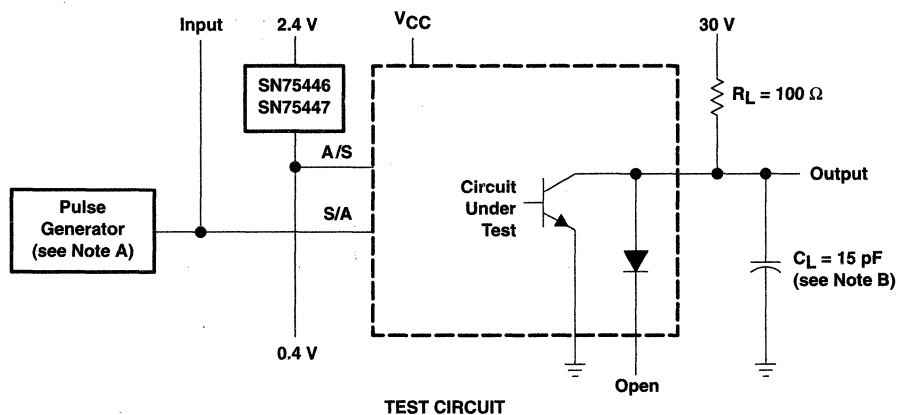 Input
2.4 V
VCC
30 V
SN75446
SN75447
RL = 100 Ω
A/S
Circuit
Under
Test
Output
Pulse
Generator
(see Note A)
S/A
CL = 15 pF
(see Note B)
0.4 V
Open
TEST CIRCUIT